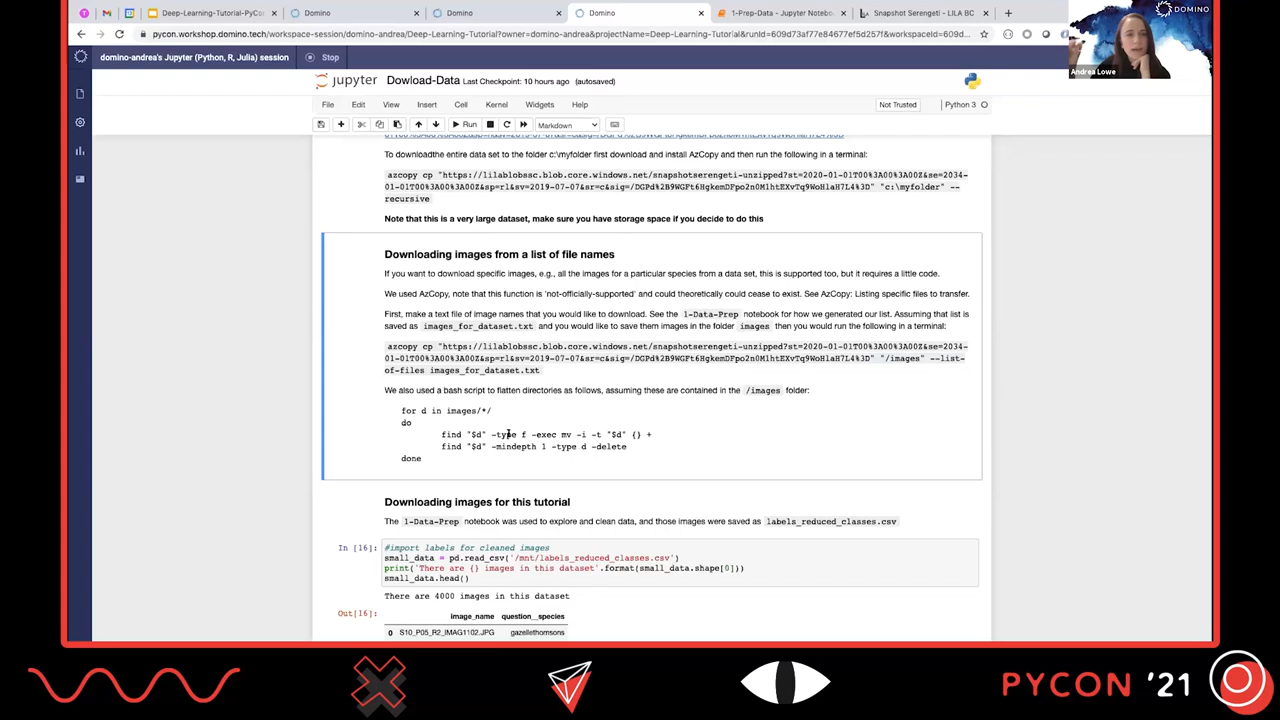 Deep-Learning-Tutorial-PyCon
Domino
Domino
Domino
1-Prep-Data - Jupyter Notebo
Snapshot Serengeti - LILA BC
DOMINO
Andrea Lowe
pycon.workshop.domino.tech/workspace-session/domino-andrea/Deep-Learning-Tutorial?owner=domino-andrea&projectName=Deep-Learning-Tutorial&runId=609d73af77e84677ef5d257f&workspaceId=609d...
domino-andrea's Jupyter (Python, R, Julia) session
Stop
jupyter Dowload-Data Last Checkpoint: 10 hours ago (autosaved)
File Edit View Insert Cell Kernel Widgets Help
Not Trusted
Python 3
Run
Markdown
To downloadthe entire data set to the folder c:\myfolder first download and install AzCopy and then run the following in a terminal:
azcopy cp "https://lilablobssc.blob.core.windows.net/snapshotserengeti-unzipped?st=2020-01-01T00%3A00%3A00Z&se=2034-
01-01T00%3A00%3A00Z&sp=rl&sv=2019-07-07&sr=c&sig=/DGPd%2B9WGFt6HgkemDFpo2n0M1htEXvTq9WoHlaH7L4%3D" "c:\myfolder" --
recursive
Note that this is a very large dataset, make sure you have storage space if you decide to do this
Downloading images from a list of file names
If you want to download specific images, e.g., all the images for a particular species from a data set, this is supported too, but it requires a little code.
We used AzCopy, note that this function is 'not-officially-supported' and could theoretically could cease to exist. See AzCopy: Listing specific files to transfer.
First, make a text file of image names that you would like to download. See the 1-Data-Prep notebook for how we generated our list. Assuming that list is
saved as images_for_dataset.txt and you would like to save them images in the folder images then you would run the following in a terminal:
azcopy cp "https://lilablobssc.blob.core.windows.net/snapshotserengeti-unzipped?st=2020-01-01T00%3A00%3A00Z&se=2034-
01-01T00%3A00%3A00Z&sp=rl&sv=2019-07-07&sr=c&sig=/DGPd%2B9WGFt6HgkemDFpo2n0M1htEXvTq9WoHlaH7L4%3D" "/images" --list-
of-files images_for_dataset.txt
We also used a bash script to flatten directories as follows, assuming these are contained in the /images folder:
for d in images/*/
do
find "$d" -type f -exec mv -i -t "$d" {} +
find "$d" -mindepth 1 -type d -delete
done
Downloading images for this tutorial
The 1-Data-Prep notebook was used to explore and clean data, and those images were saved as labels_reduced_classes.csv
In [16]: #import labels for cleaned images
small_data = pd.read_csv('/mnt/labels_reduced_classes.csv')
print('There are {} images in this dataset'.format(small_data.shape[0]))
small_data.head()
There are 4000 images in this dataset
Out[16]:
image_name question__species
0 S10_P05_R2_IMAG1102.JPG gazellethomsons
PYCON '21